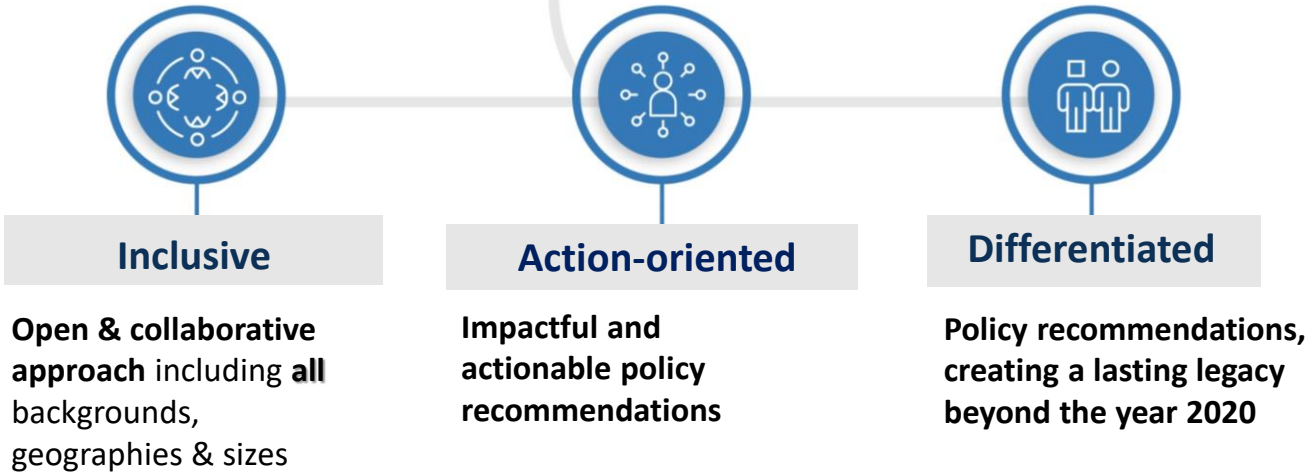 Inclusive
Open & collaborative
approach including all
backgrounds,
geographies & sizes
Action-oriented
Impactful and
actionable policy
recommendations
Differentiated
Policy recommendations,
creating a lasting legacy
beyond the year 2020